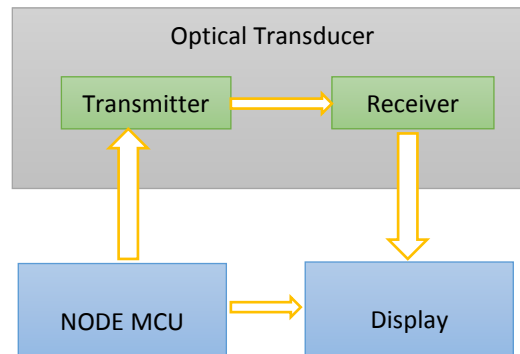 Optical Transducer
Transmitter
Receiver
NODE MCU
Display